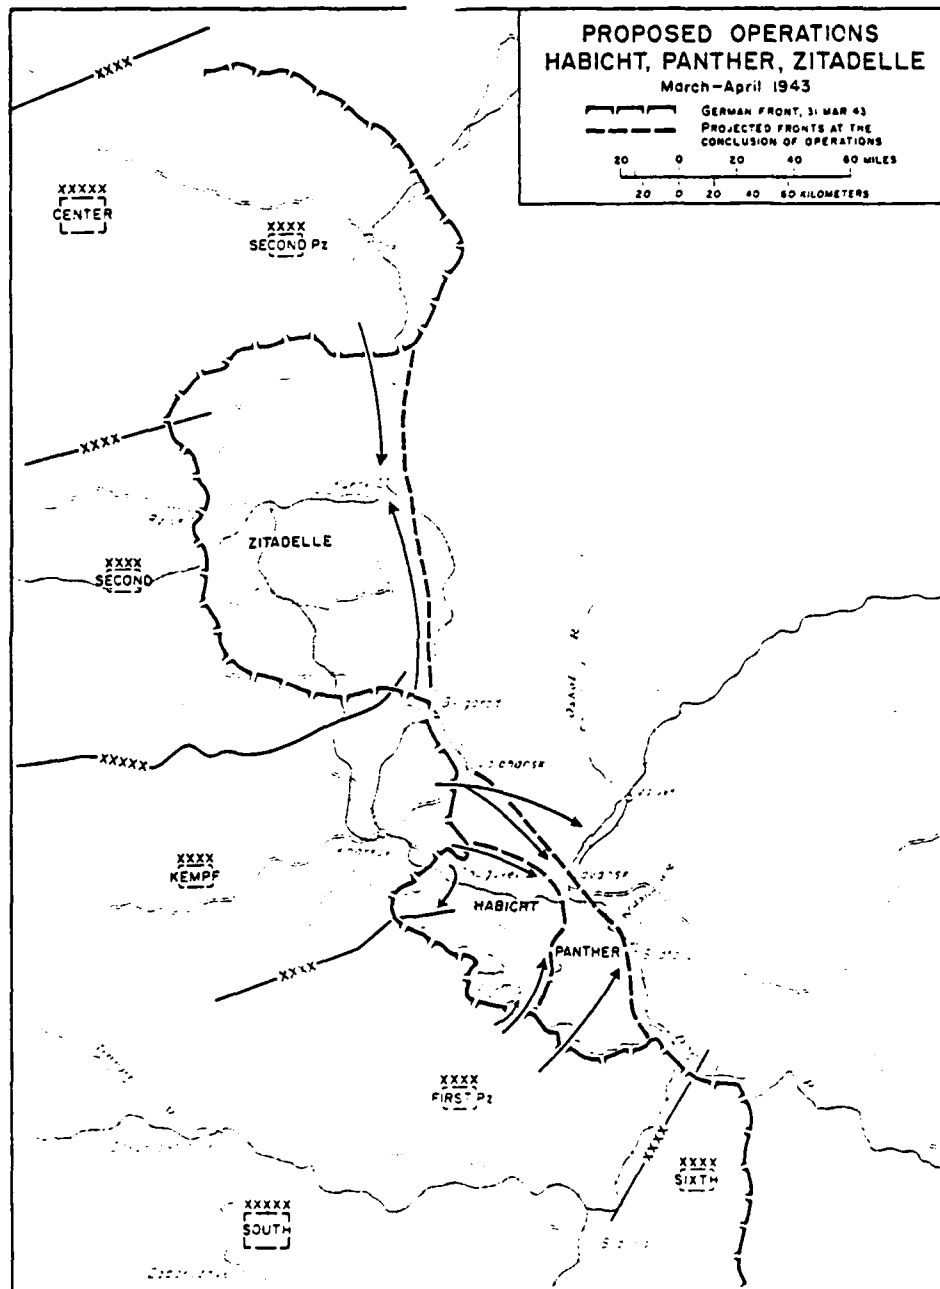 PROPOSED OPERATIONS
HABICHT, PANTHER, ZITADELLE
March-April 1943
GERMAN FRONT, 31 MAR 43
PROJECTED FRONTS AT THE
CONCLUSION OF OPERATIONS
20 0 20 40 60 MILES
20 0 20 40 60 KILOMETERS
XXXX
XXXXX
CENTER
XXXX
SECOND Pz
XXXX
ZITADELLE
XXXX
SECOND
Oskol R
XXXXX
XXXX
KEMPF
HABICHT
PANTHER
XXXX
XXXX
FIRST Pz
XXXX
XXXX
SIXTH
XXXXX
SOUTH